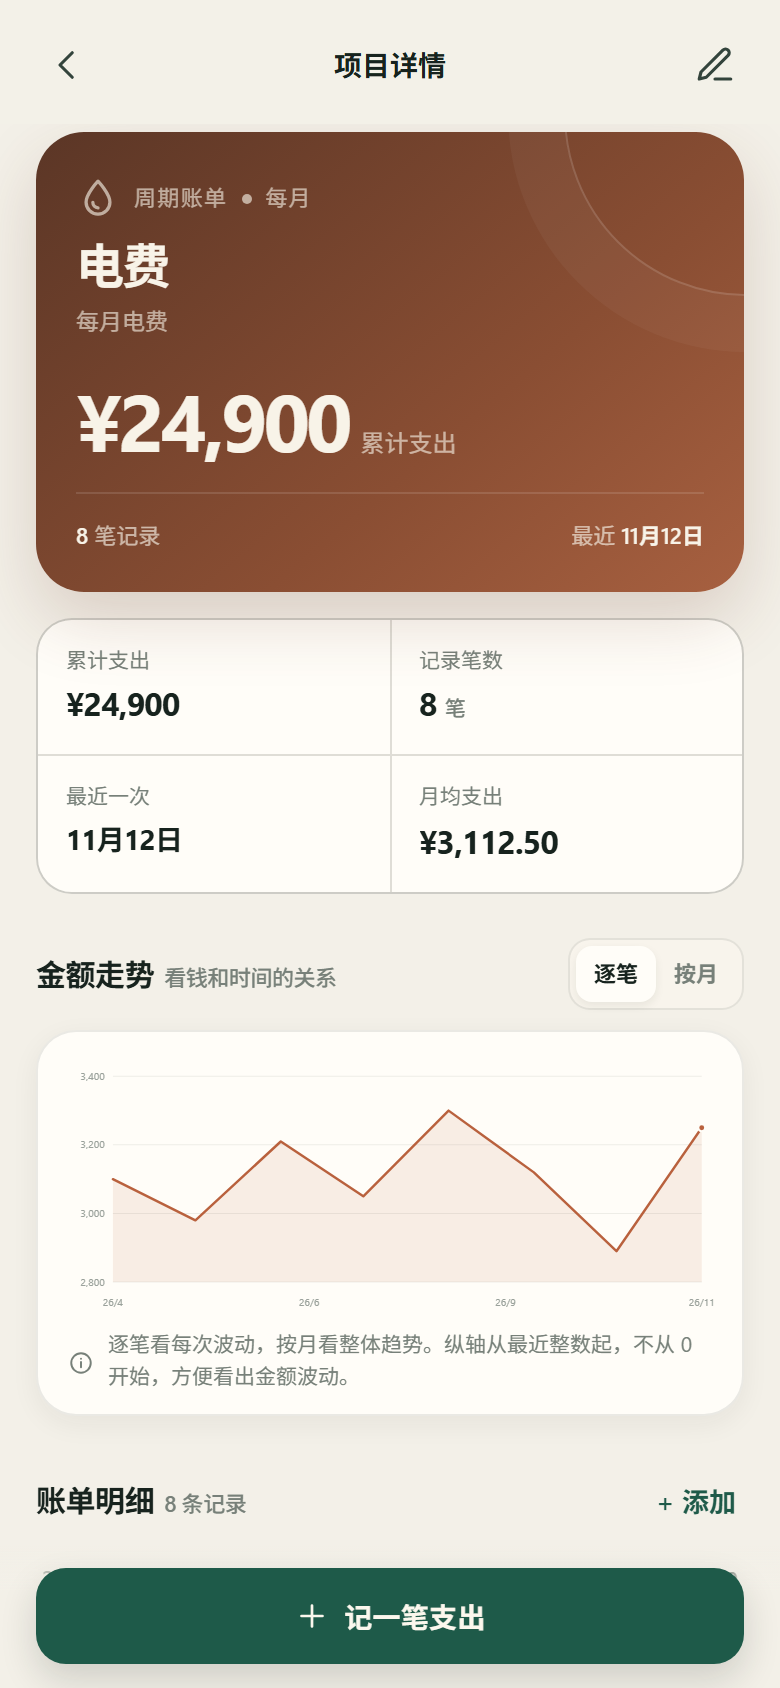 项目详情
周期账单 • 每月
电费
每月电费
¥24,900 累计支出
8 笔记录
最近 11月12日
累计支出
¥24,900
记录笔数
8 笔
最近一次
11月12日
月均支出
¥3,112.50
金额走势 看钱和时间的关系
逐笔 按月
3,400
3,200
3,000
2,800
26/4 26/6 26/9 26/11
逐笔看每次波动，按月看整体趋势。纵轴从最近整数起，不从 0
开始，方便看出金额波动。
账单明细 8 条记录
+ 添加
+ 记一笔支出